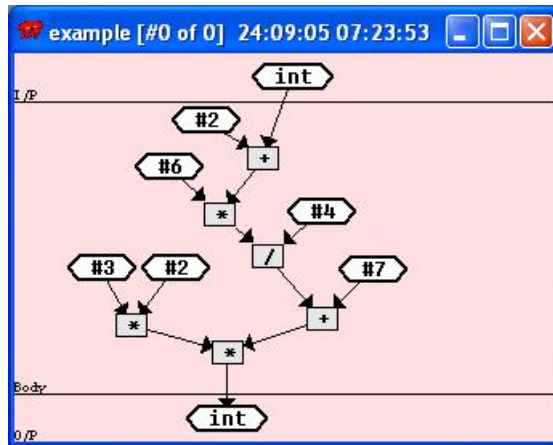 example [#0 of 0] 24:09:05 07:23:53
int
I/P
#2
+
#6
*
#4
/
#3 #2 #7
* +
*
Body
int
O/P